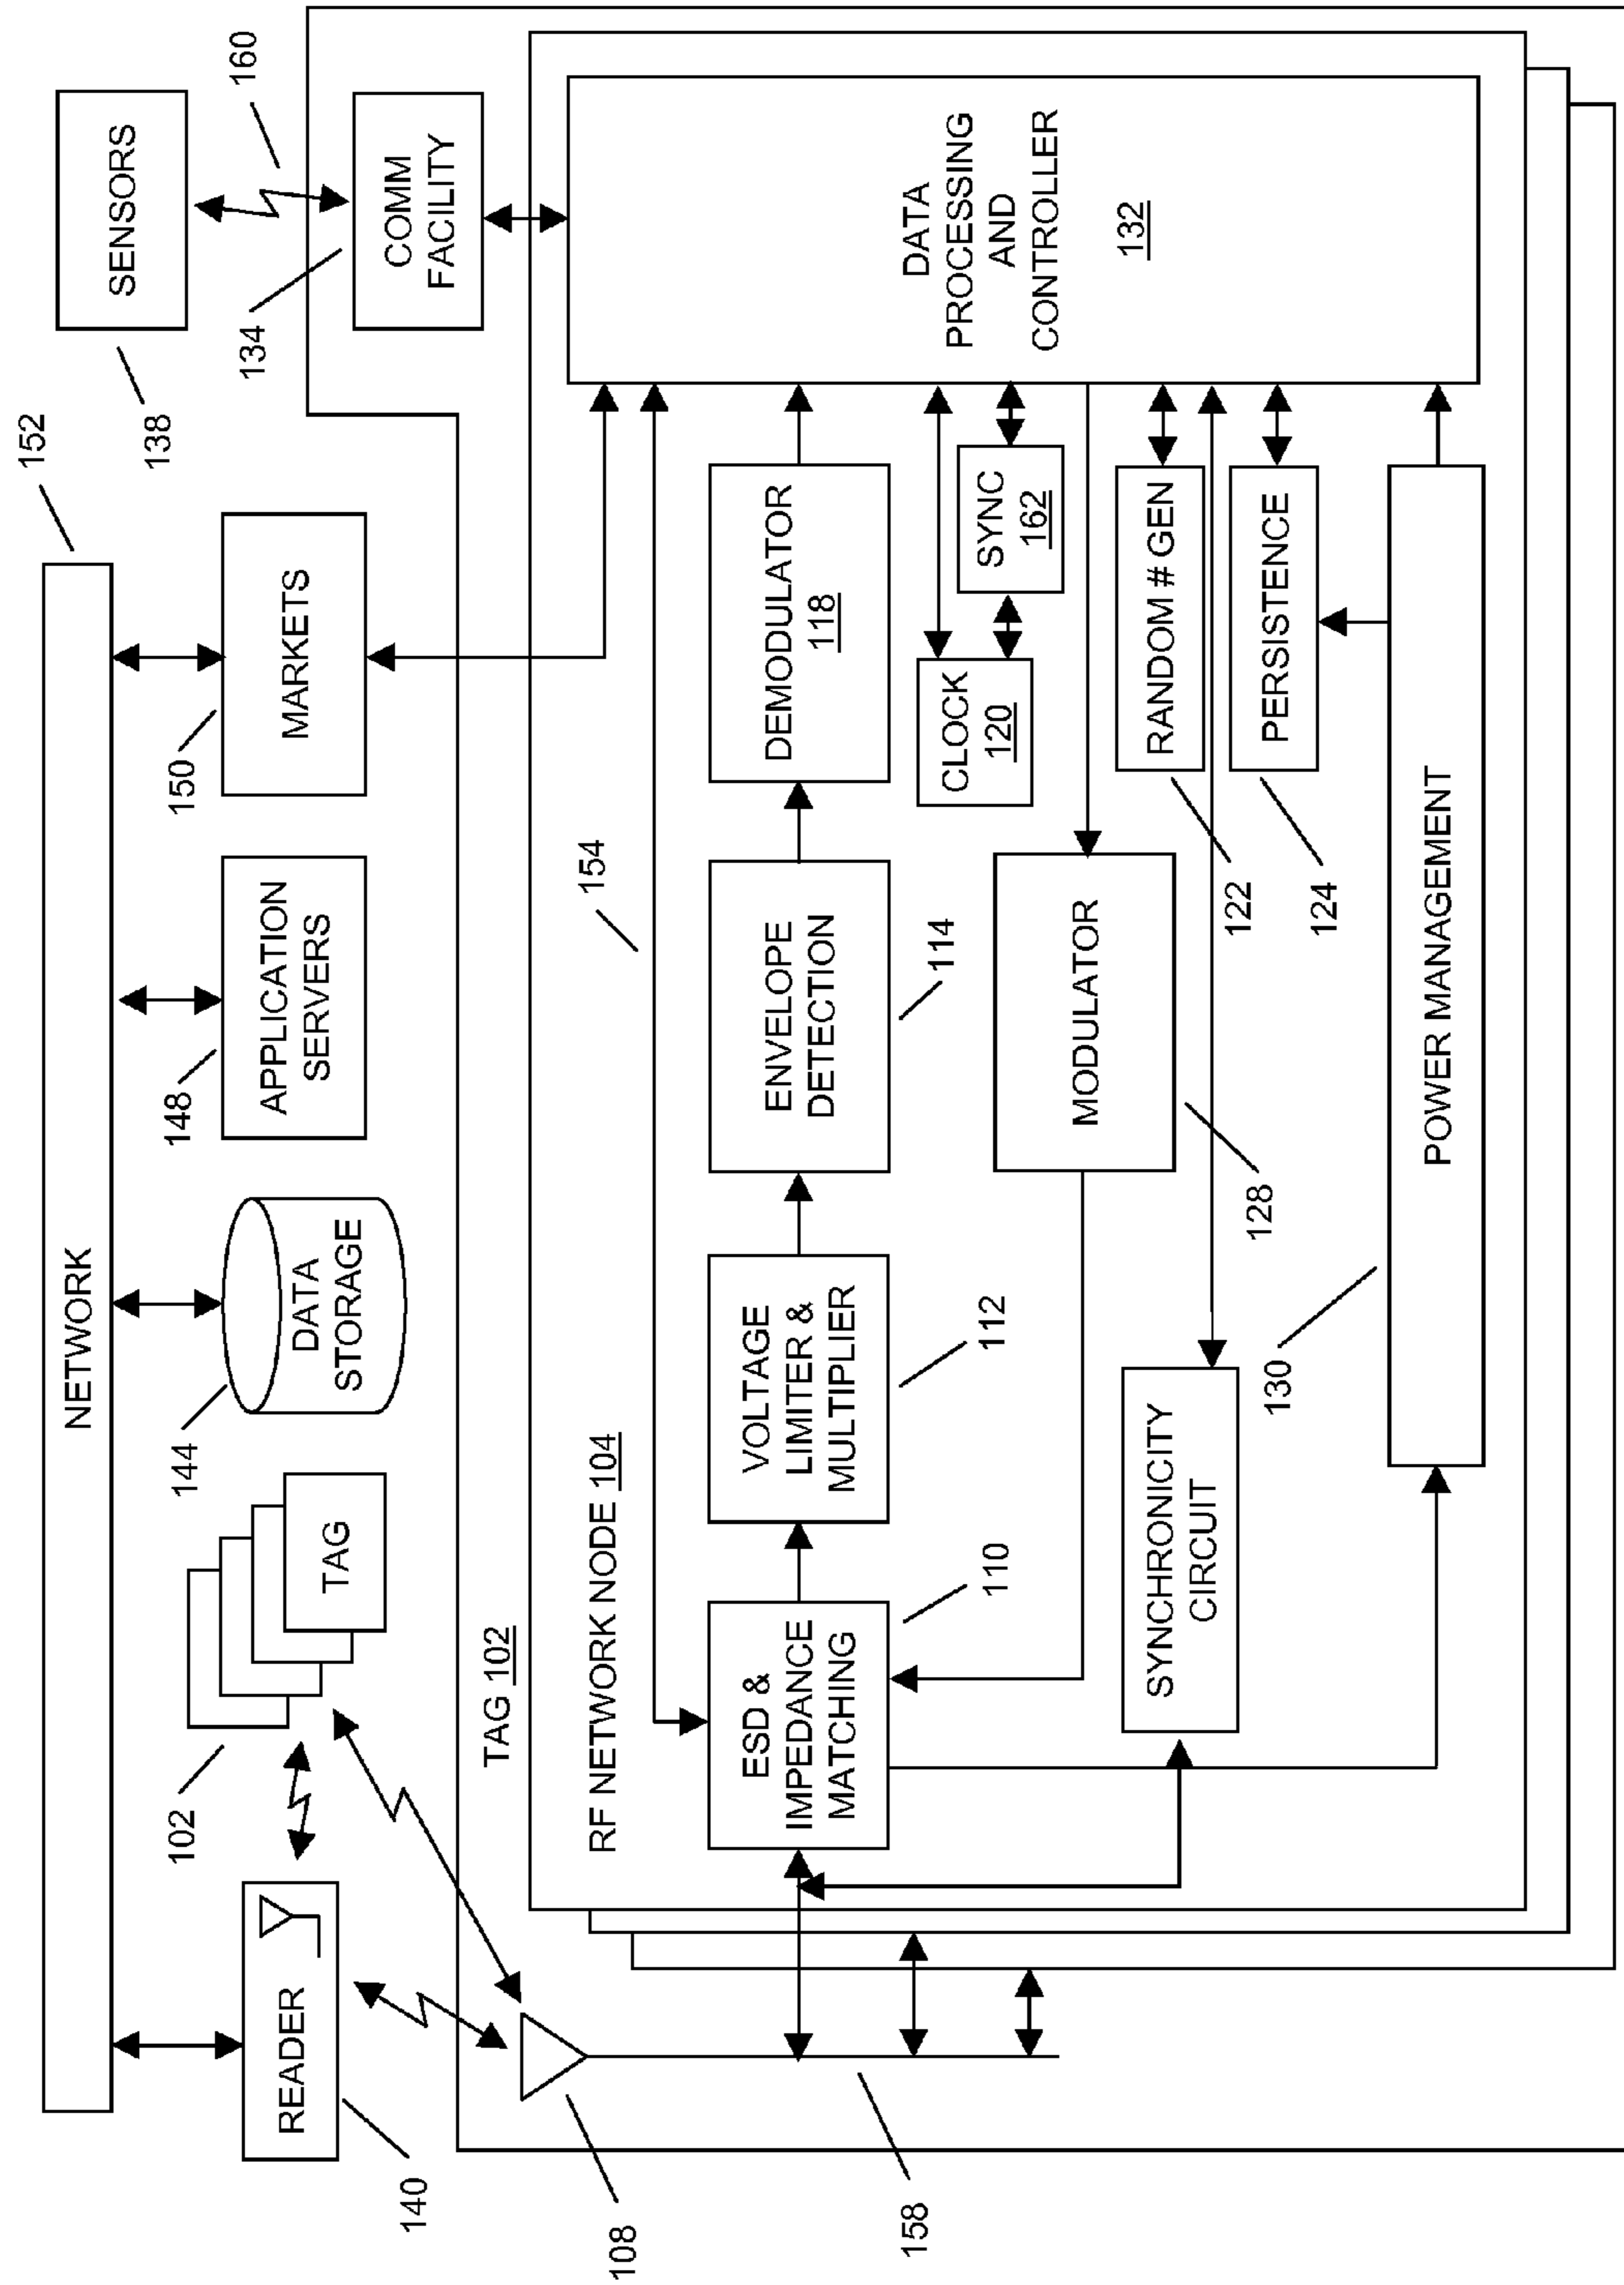 152
NETWORK
160
SENSORS
138
READER
140
102
TAG
144
DATA
STORAGE
148
APPLICATION
SERVERS
150
MARKETS
134
COMM
FACILITY
TAG 102
108
158
RF NETWORK NODE 104
154
ESD &
IMPEDANCE
MATCHING
110
VOLTAGE
LIMITER &
MULTIPLIER
112
ENVELOPE
DETECTION
114
DEMODULATOR
118
CLOCK
120
SYNC
162
DATA
PROCESSING
AND
CONTROLLER
132
MODULATOR
128
RANDOM # GEN
122
SYNCHRONICITY
CIRCUIT
PERSISTENCE
124
130
POWER MANAGEMENT